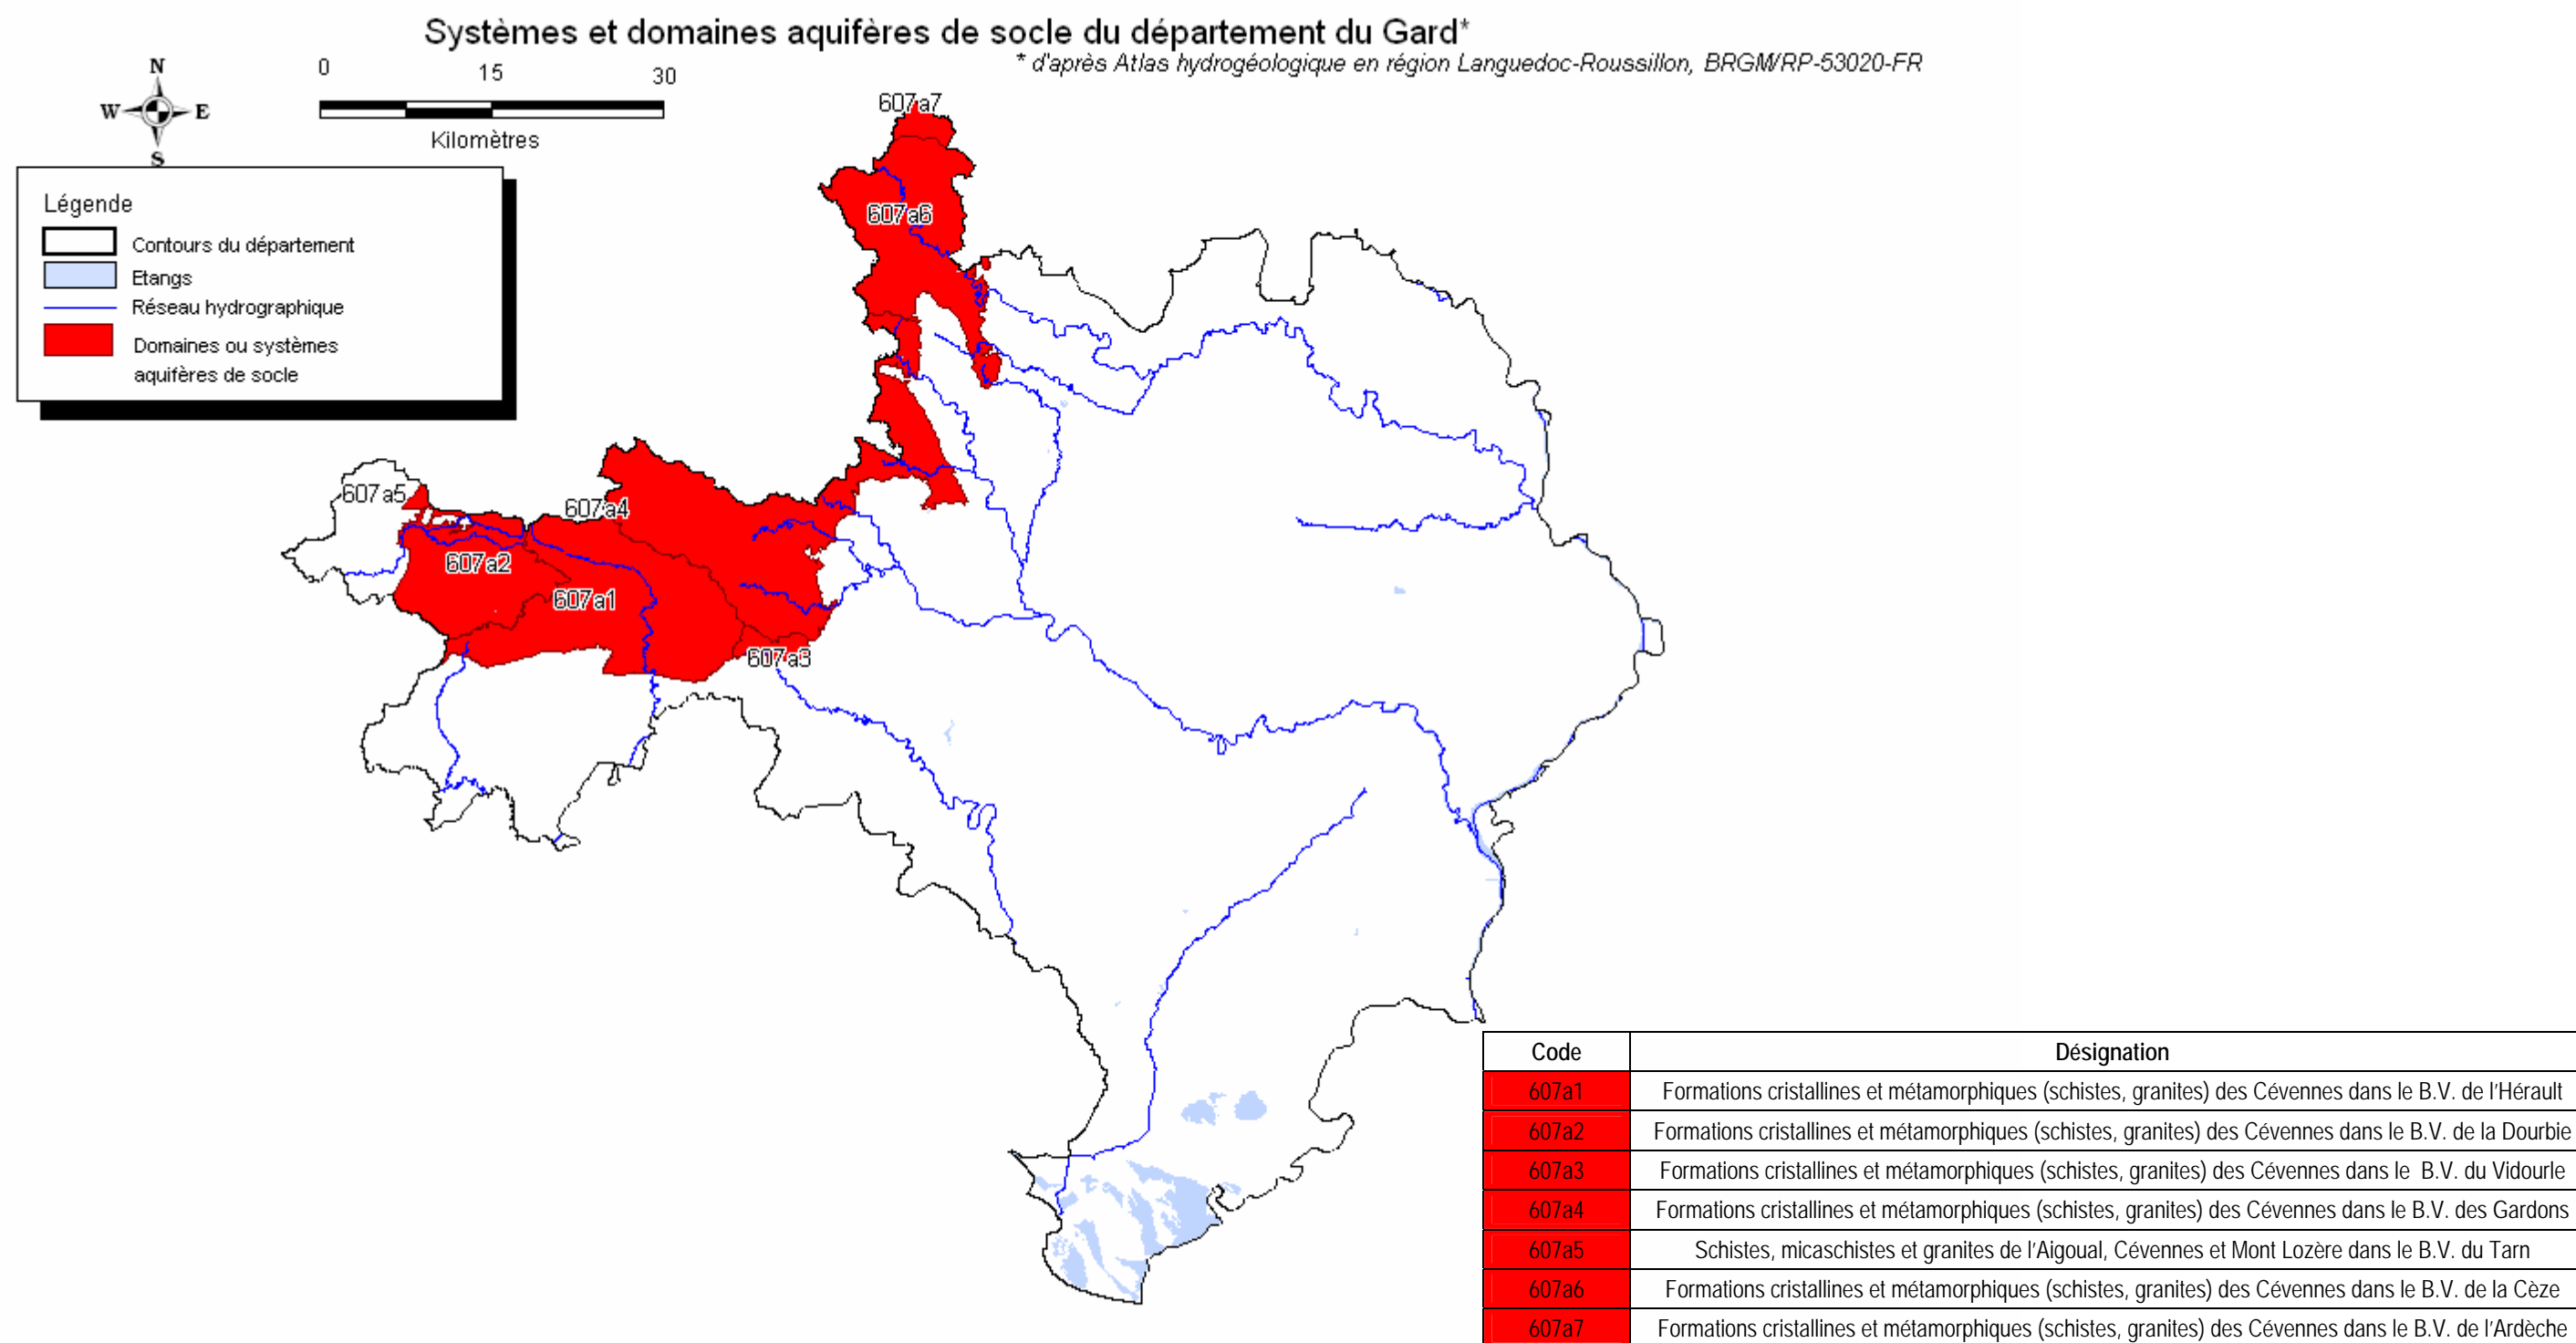 Systèmes et domaines aquifères de socle du département du Gard*
* d'après Atlas hydrogéologique en région Languedoc-Roussillon, BRGM/RP-53020-FR
N
W E
S
0 15 30
Kilomètres
Légende
Contours du département
Etangs
Réseau hydrographique
Domaines ou systèmes
aquifères de socle
607a7
607a6
607a5
607a4
607a2
607a1
607a3
Code Désignation
607a1 Formations cristallines et métamorphiques (schistes, granites) des Cévennes dans le B.V. de l'Hérault
607a2 Formations cristallines et métamorphiques (schistes, granites) des Cévennes dans le B.V. de la Dourbie
607a3 Formations cristallines et métamorphiques (schistes, granites) des Cévennes dans le B.V. du Vidourle
607a4 Formations cristallines et métamorphiques (schistes, granites) des Cévennes dans le B.V. des Gardons
607a5 Schistes, micaschistes et granites de l'Aigoual, Cévennes et Mont Lozère dans le B.V. du Tarn
607a6 Formations cristallines et métamorphiques (schistes, granites) des Cévennes dans le B.V. de la Cèze
607a7 Formations cristallines et métamorphiques (schistes, granites) des Cévennes dans le B.V. de l'Ardèche.